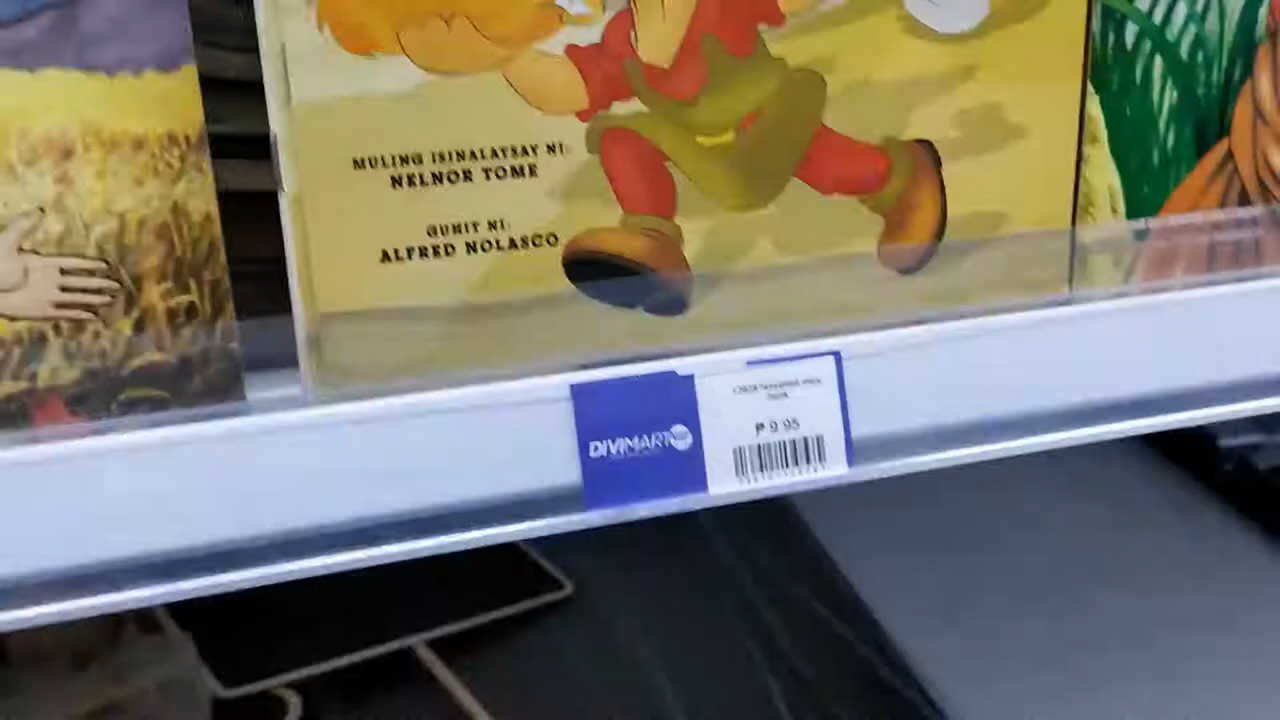 MULING ISINALAYSAY NI:
NELNOR TOME
GUHIT NI:
ALFRED NOLASCO
DIVIMART
₱ 9.95